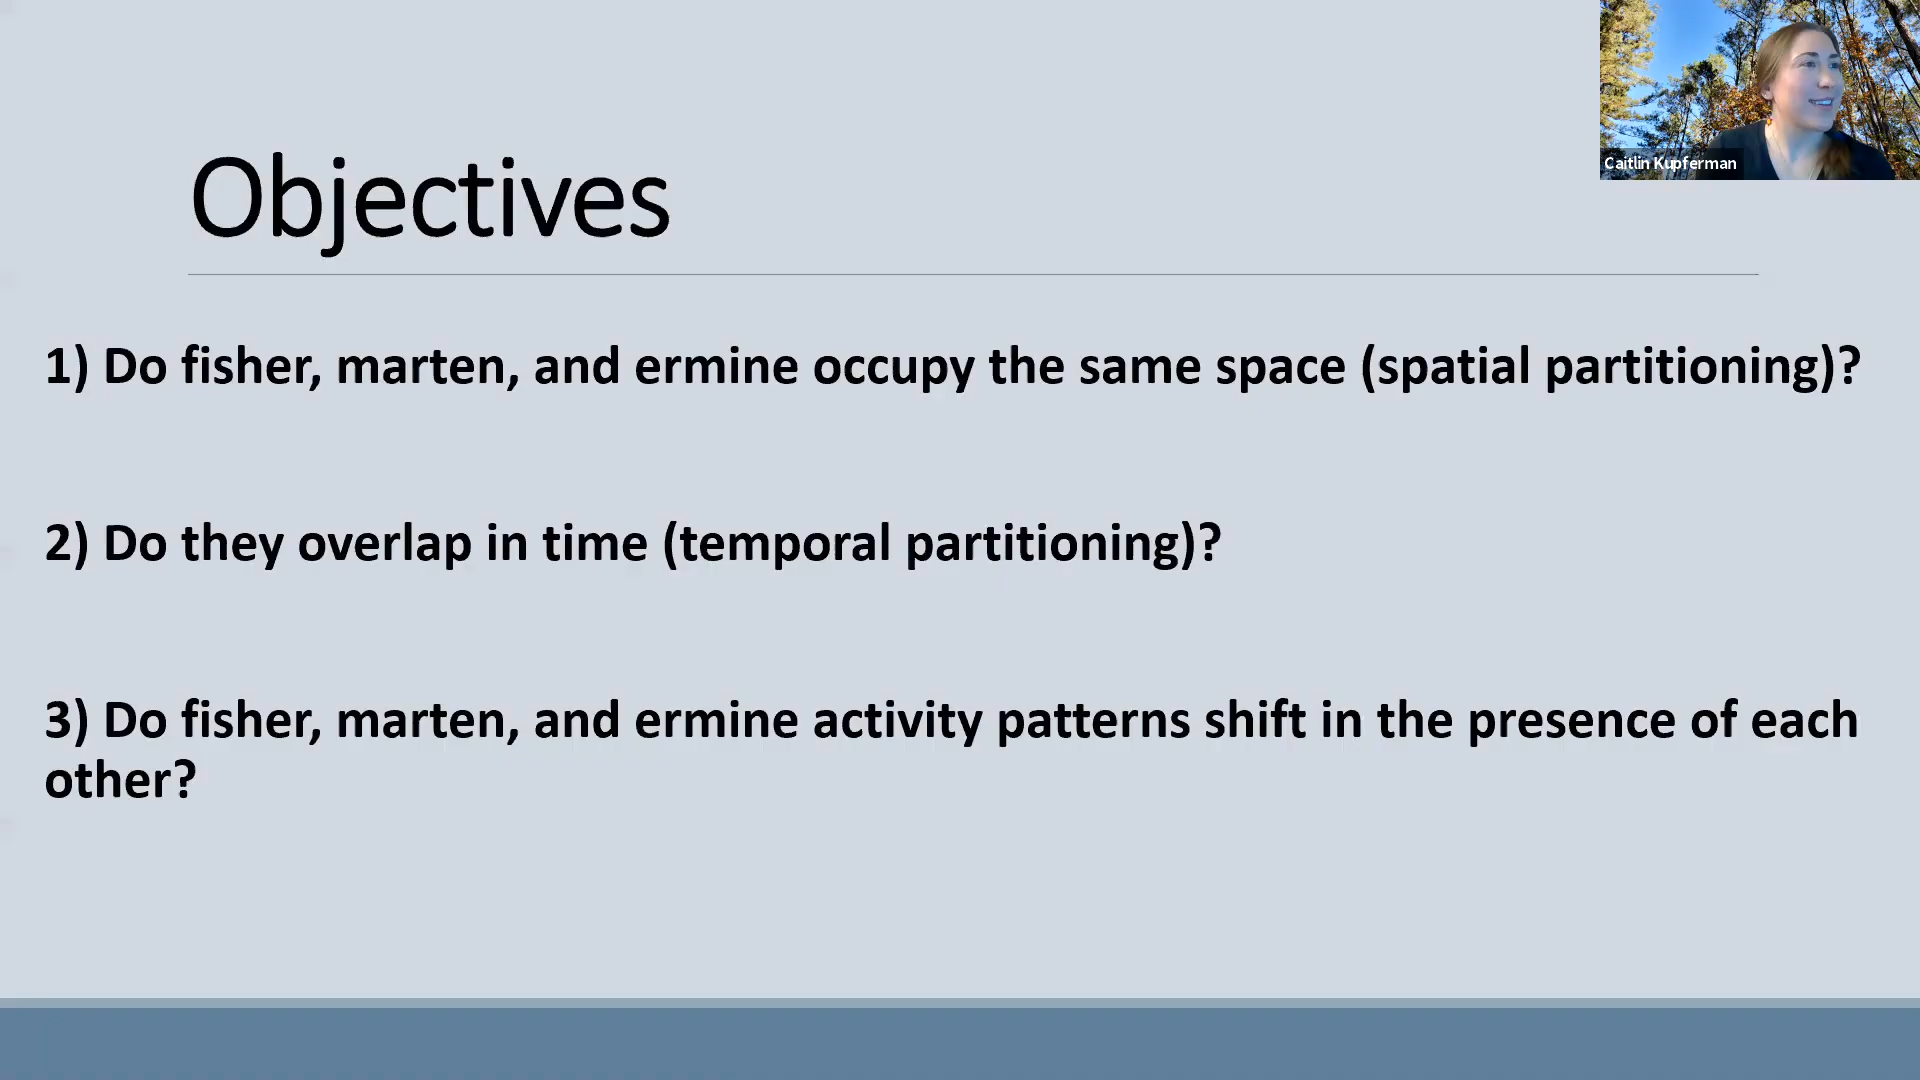 Caitlin Kupferman
Objectives
1) Do fisher, marten, and ermine occupy the same space (spatial partitioning)?
2) Do they overlap in time (temporal partitioning)?
3) Do fisher, marten, and ermine activity patterns shift in the presence of each
other?